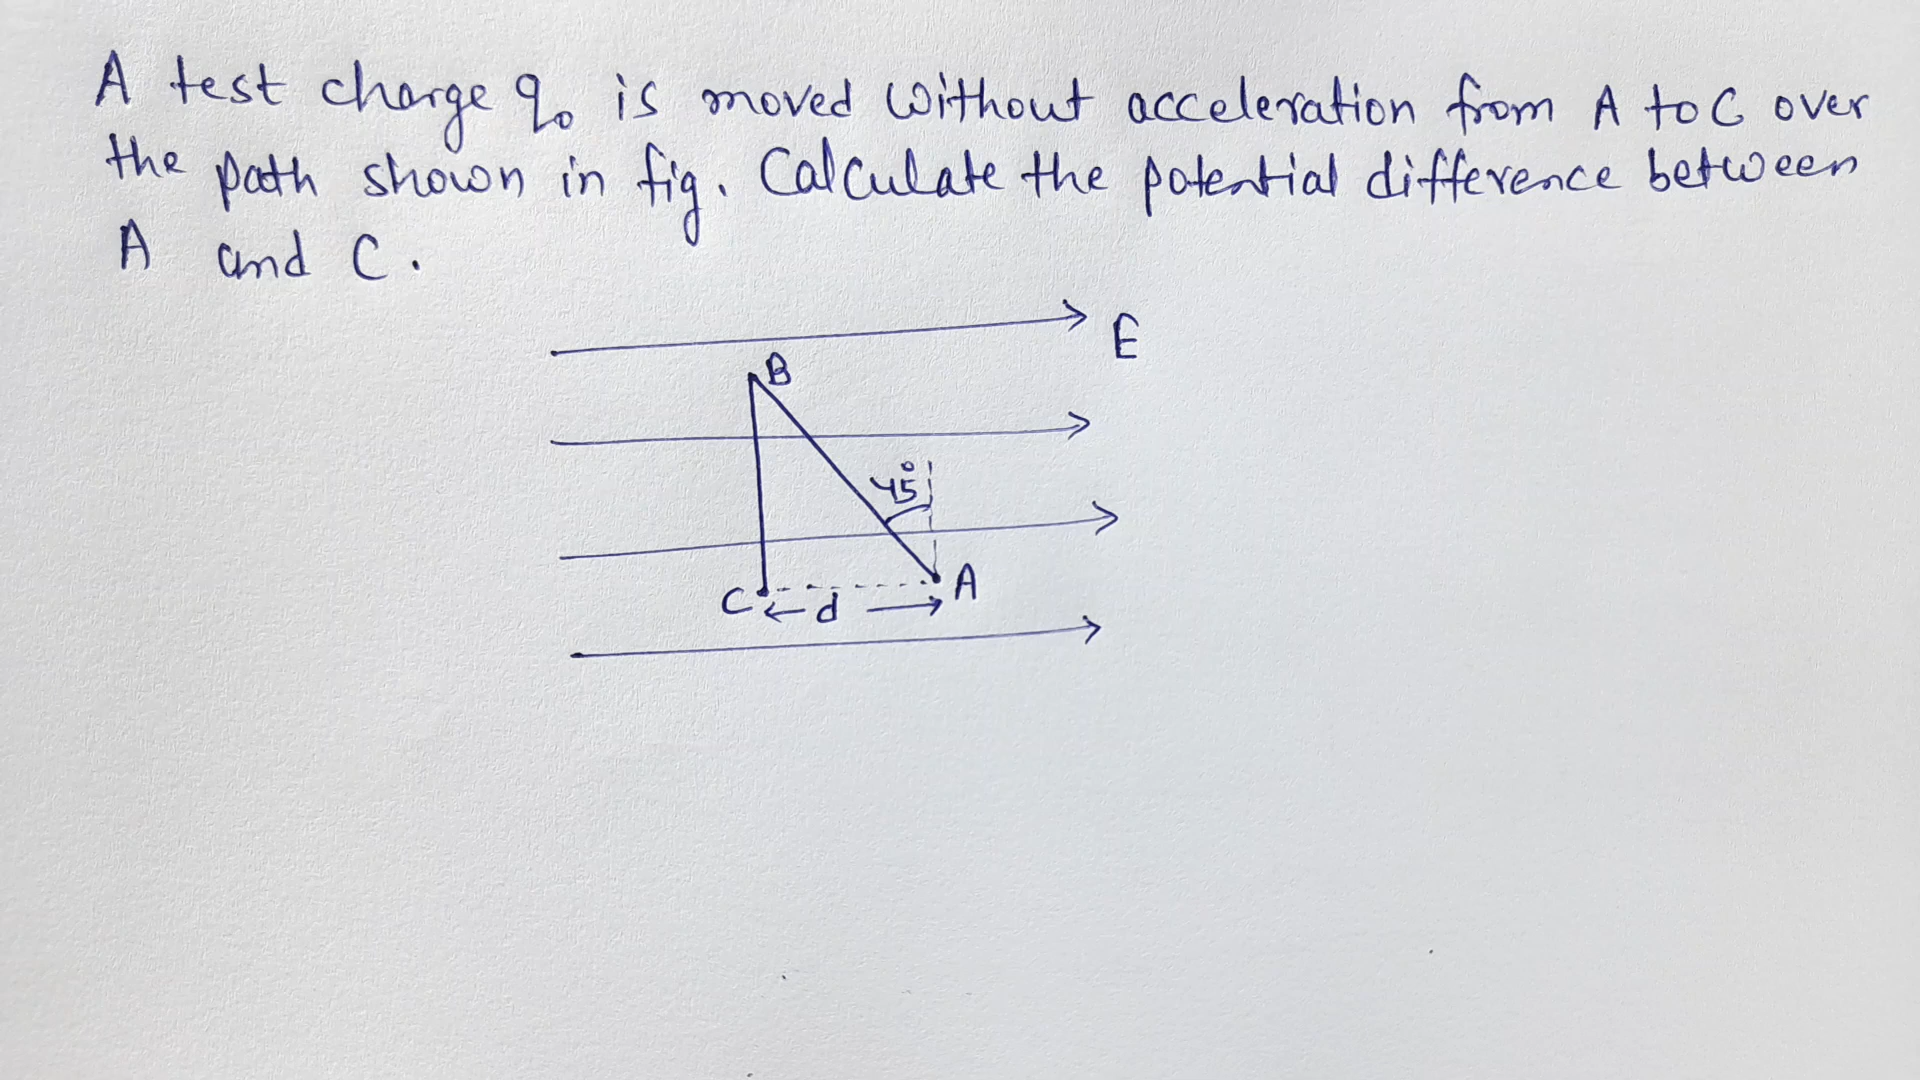 A test charge q₀ is moved without acceleration from A to C over
the path shown in fig. Calculate the potential difference between
A and C.
E
B
45°
C d A